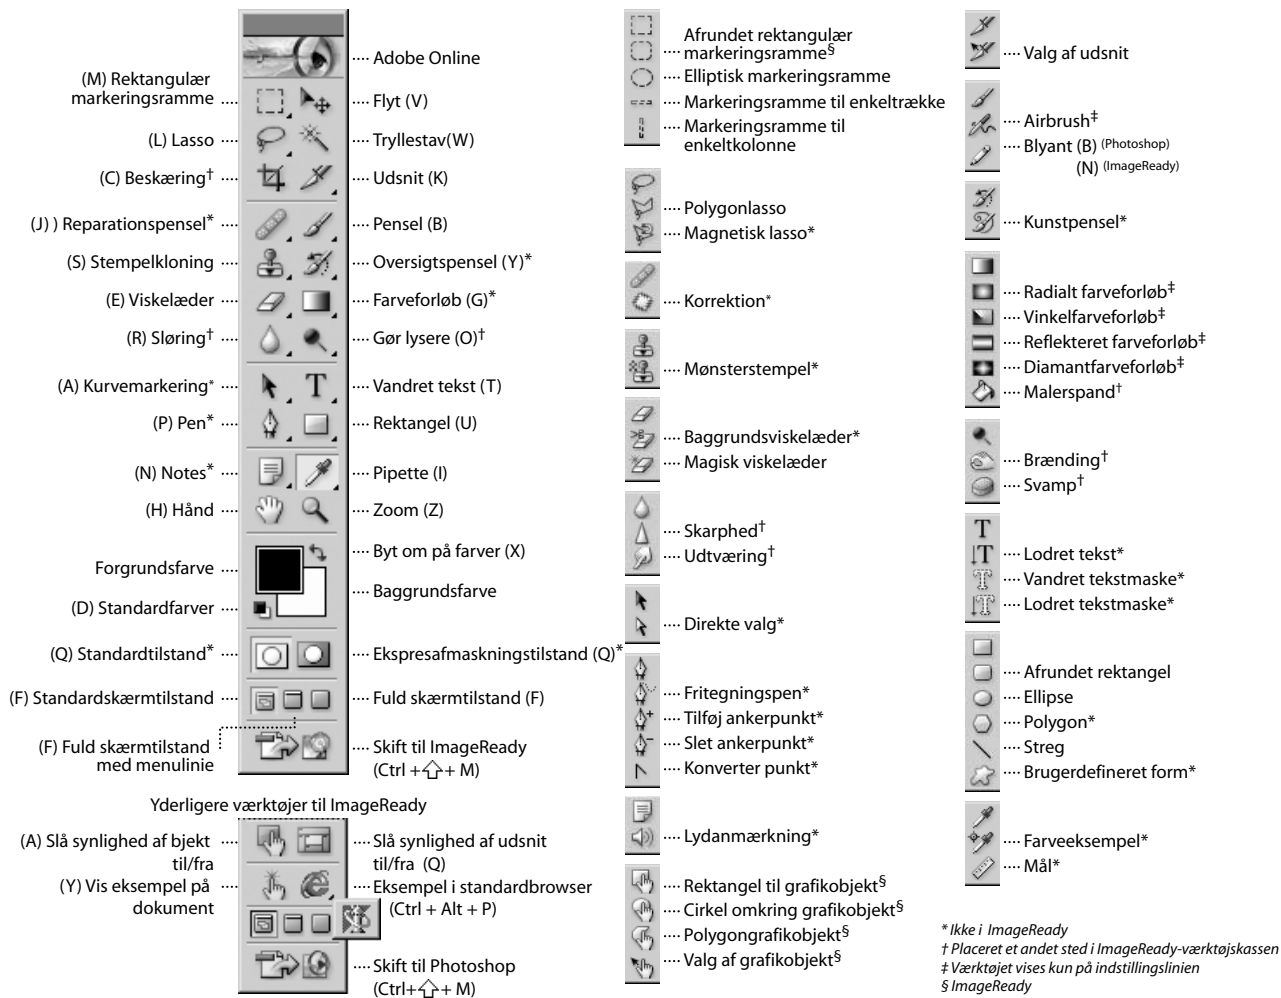 Adobe Online
(M) Rektangulær
markeringsramme
Flyt (V)
(L) Lasso
Tryllestav(W)
(C) Beskæring†
Udsnit (K)
(J) ) Reparationspensel*
Pensel (B)
(S) Stempelkloning
Oversigtspensel (Y)*
(E) Viskelæder
Farveforløb (G)*
(R) Sløring†
Gør lysere (O)†
(A) Kurvemarkering*
Vandret tekst (T)
(P) Pen*
Rektangel (U)
(N) Notes*
Pipette (I)
(H) Hånd
Zoom (Z)
Byt om på farver (X)
Forgrundsfarve
Baggrundsfarve
(D) Standardfarver
(Q) Standardtilstand*
Ekspresafmaskningstilstand (Q)*
(F) Standardskærmtilstand
Fuld skærmtilstand (F)
(F) Fuld skærmtilstand
med menulinie
Skift til ImageReady
(Ctrl +⇧+ M)
Yderligere værktøjer til ImageReady
(A) Slå synlighed af bjekt
til/fra
Slå synlighed af udsnit
til/fra (Q)
(Y) Vis eksempel på
dokument
Eksempel i standardbrowser
(Ctrl + Alt + P)
Skift til Photoshop
(Ctrl+⇧+ M)
Afrundet rektangulær
markeringsramme§
Elliptisk markeringsramme
Markeringsramme til enkeltrække
Markeringsramme til
enkeltkolonne
Polygonlasso
Magnetisk lasso*
Korrektion*
Mønsterstempel*
Baggrundsviskelæder*
Magisk viskelæder
Skarphed†
Udtværing†
Direkte valg*
Fritegningspen*
Tilføj ankerpunkt*
Slet ankerpunkt*
Konverter punkt*
Lydanmærkning*
Rektangel til grafikobjekt§
Cirkel omkring grafikobjekt§
Polygongrafikobjekt§
Valg af grafikobjekt§
Valg af udsnit
Airbrush‡
Blyant (B) (Photoshop)
(N) (ImageReady)
Kunstpensel*
Radialt farveforløb‡
Vinkelfarveforløb‡
Reflekteret farveforløb‡
Diamantfarveforløb‡
Malerspand†
Brænding†
Svamp†
Lodret tekst*
Vandret tekstmaske*
Lodret tekstmaske*
Afrundet rektangel
Ellipse
Polygon*
Streg
Brugerdefineret form*
Farveeksempel*
Mål*
* Ikke i ImageReady
† Placeret et andet sted i ImageReady-værktøjskassen
‡ Værktøjet vises kun på indstillingslinien
§ ImageReady